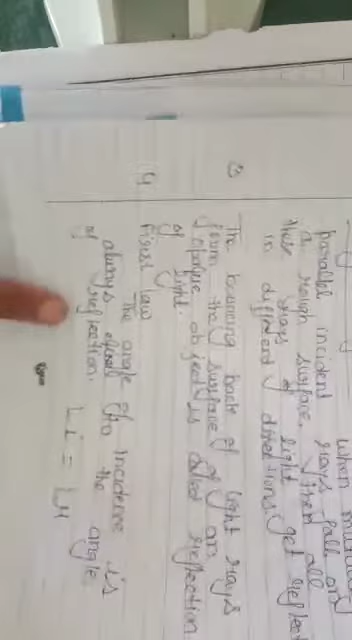 when
parallel incident rays fall on
a rough surface, then all
these rays of light get reflect
in different directions.
3 The bouncing back of light rays
from the surface of an
opaque object is called reflection
of light.
4 First law
The angle of incidence is
always equal to the angle
of reflection.
∠i = ∠r